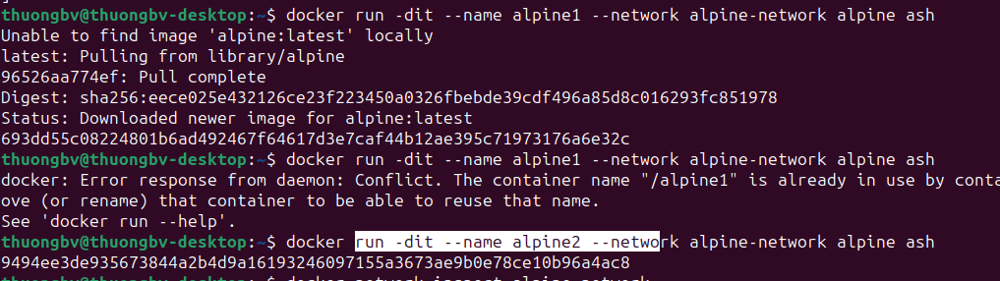 thuongbv@thuongbv-desktop:~$ docker run -dit --name alpine1 --network alpine-network alpine ash
Unable to find image 'alpine:latest' locally
latest: Pulling from library/alpine
96526aa774ef: Pull complete
Digest: sha256:eece025e432126ce23f223450a0326fbebde39cdf496a85d8c016293fc851978
Status: Downloaded newer image for alpine:latest
693dd55c08224801b6ad492467f64617d3e7caf44b12ae395c71973176a6e32c
thuongbv@thuongbv-desktop:~$ docker run -dit --name alpine1 --network alpine-network alpine ash
docker: Error response from daemon: Conflict. The container name "/alpine1" is already in use by conta
ove (or rename) that container to be able to reuse that name.
See 'docker run --help'.
thuongbv@thuongbv-desktop:~$ docker run -dit --name alpine2 --network alpine-network alpine ash
9494ee3de935673844a2b4d9a16193246097155a3673ae9b0e78ce10b96a4ac8